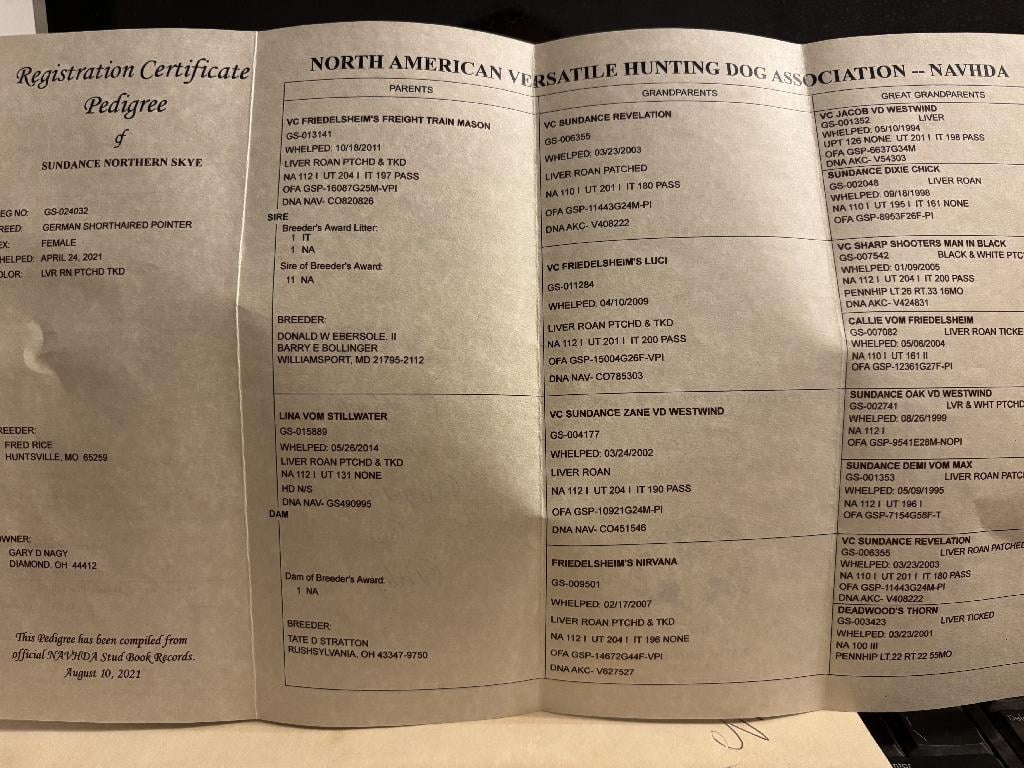 Registration Certificate
Pedigree
of
SUNDANCE NORTHERN SKYE
EG NO: GS-024032
REED: GERMAN SHORTHAIRED POINTER
EX: FEMALE
HELPED: APRIL 24, 2021
OLOR: LVR RN PTCHD TKD
REEDER:
FRED RICE
HUNTSVILLE, MO 65259
WNER:
GARY D NAGY
DIAMOND, OH 44412
This Pedigree has been compiled from
official NAVHDA Stud Book Records.
August 10, 2021
NORTH AMERICAN VERSATILE HUNTING DOG ASSOCIATION -- NAVHDA
PARENTS
VC FRIEDELSHEIM'S FREIGHT TRAIN MASON
GS-013141
WHELPED: 10/18/2011
LIVER ROAN PTCHD & TKD
NA 112 I UT 204 I IT 197 PASS
OFA GSP-16087G25M-VPI
DNA NAV- CO820826
SIRE
Breeder's Award Litter:
1 IT
1 NA
Sire of Breeder's Award:
11 NA
BREEDER:
DONALD W EBERSOLE. II
BARRY E BOLLINGER
WILLIAMSPORT, MD 21795-2112
LINA VOM STILLWATER
GS-015889
WHELPED: 05/26/2014
LIVER ROAN PTCHD & TKD
NA 112 I UT 131 NONE
HD N/S
DNA NAV- GS490995
DAM
Dam of Breeder's Award:
1 NA
BREEDER:
TATE D STRATTON
RUSHSYLVANIA, OH 43347-9750
GRANDPARENTS
VC SUNDANCE REVELATION
GS-006355
WHELPED: 03/23/2003
LIVER ROAN PATCHED
NA 110 I UT 201 I IT 180 PASS
OFA GSP-11443G24M-PI
DNA AKC- V408222
VC FRIEDELSHEIM'S LUCI
GS-011284
WHELPED: 04/10/2009
LIVER ROAN PTCHD & TKD
NA 112 I UT 201 I IT 200 PASS
OFA GSP-15004G26F-VPI
DNA NAV- CO785303
VC SUNDANCE ZANE VD WESTWIND
GS-004177
WHELPED: 03/24/2002
LIVER ROAN
NA 112 I UT 204 I IT 190 PASS
OFA GSP-10921G24M-PI
DNA NAV- CO451546
FRIEDELSHEIM'S NIRVANA
GS-009501
WHELPED: 02/17/2007
LIVER ROAN PTCHD & TKD
NA 112 I UT 204 I IT 196 NONE
OFA GSP-14672G44F-VPI
DNA AKC- V627527
GREAT GRANDPARENTS
VC JACOB VD WESTWIND
GS-001352 LIVER
WHELPED: 05/10/1994
UPT 126 NONE UT 201 I IT 198 PASS
OFA GSP-6637G34M
DNA AKC- V54303
SUNDANCE DIXIE CHICK
GS-002048 LIVER ROAN
WHELPED: 09/18/1998
NA 110 I UT 195 I IT 161 NONE
OFA GSP-8953F26F-PI
VC SHARP SHOOTERS MAN IN BLACK
GS-007542 BLACK & WHITE PTC
WHELPED: 01/09/2005
NA 112 I UT 204 I IT 200 PASS
PENNHIP LT.26 RT.33 16MO
DNA AKC- V424831
CALLIE VOM FRIEDELSHEIM
GS-007082 LIVER ROAN TICKE
WHELPED: 05/06/2004
NA 110 I UT 161 II
OFA GSP-12361G27F-PI
SUNDANCE OAK VD WESTWIND
GS-002741 LVR & WHT PTCHD
WHELPED: 08/26/1999
NA 112 I
OFA GSP-9541E28M-NOPI
SUNDANCE DEMI VOM MAX
GS-001353 LIVER ROAN PATC
WHELPED: 05/09/1995
NA 112 I UT 196 I
OFA GSP-7154G58F-T
VC SUNDANCE REVELATION
GS-006355 LIVER ROAN PATCHED
WHELPED: 03/23/2003
NA 110 I UT 201 I IT 180 PASS
OFA GSP-11443G24M-PI
DNA AKC- V408222
DEADWOOD'S THORN
GS-003423 LIVER TICKED
WHELPED: 03/23/2001
NA 100 III
PENNHIP LT.22 RT.22 55MO